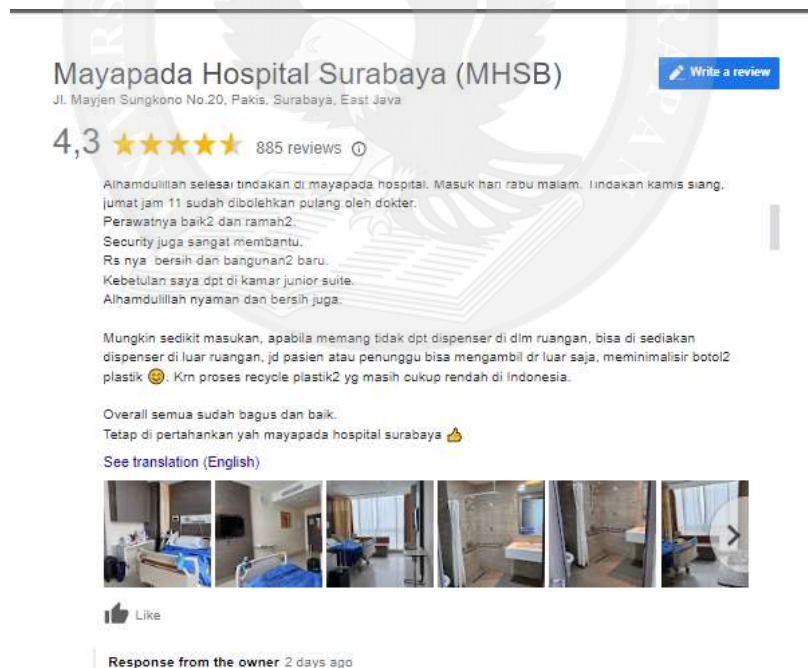 Mayapada Hospital Surabaya (MHSB)
Write a review
Jl. Mayjen Sungkono No.20, Pakis, Surabaya, East Java
4,3
885 reviews
Alhamdulillah selesai tindakan di mayapada hospital. Masuk hari rabu malam. Tindakan kamis siang,
jumat jam 11 sudah dibolehkan pulang oleh dokter.
Perawatnya baik2 dan ramah2.
Security juga sangat membantu.
Rs nya bersih dan bangunan2 baru.
Kebetulan saya dpt di kamar junior suite.
Alhamdulillah nyaman dan bersih juga.
Mungkin sedikit masukan, apabila memang tidak dpt dispenser di dlm ruangan, bisa di sediakan
dispenser di luar ruangan, jd pasien atau penunggu bisa mengambil dr luar saja, meminimalisir botol2
plastik 😊. Krn proses recycle plastik2 yg masih cukup rendah di Indonesia.
Overall semua sudah bagus dan baik.
Tetap di pertahankan yah mayapada hospital surabaya 👍
See translation (English)
Like
Response from the owner 2 days ago